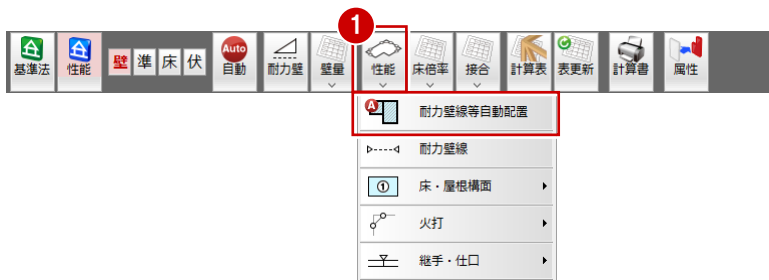 1
基準法 性能 壁 準 床 伏 Auto 自動 耐力壁 壁量 性能 床倍率 接合 計算表 表更新 計算書 属性
A 耐力壁線等自動配置
耐力壁線
① 床・屋根構面
火打
継手・仕口